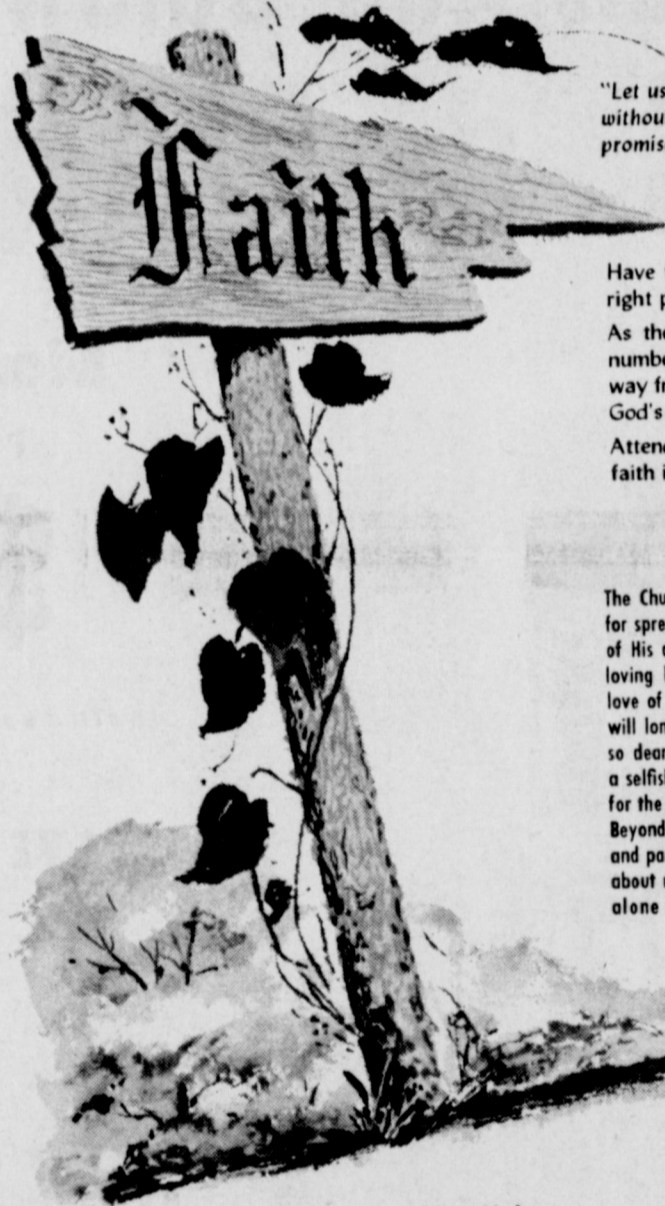 Faith
"Let us
withou
promis
Have
right p
As the
numbe
way fr
God's
Attend
faith i
The Chu
for spre
of His
loving
love of
will lon
so dear
a selfis
for the
Beyond
and pa
about
alone